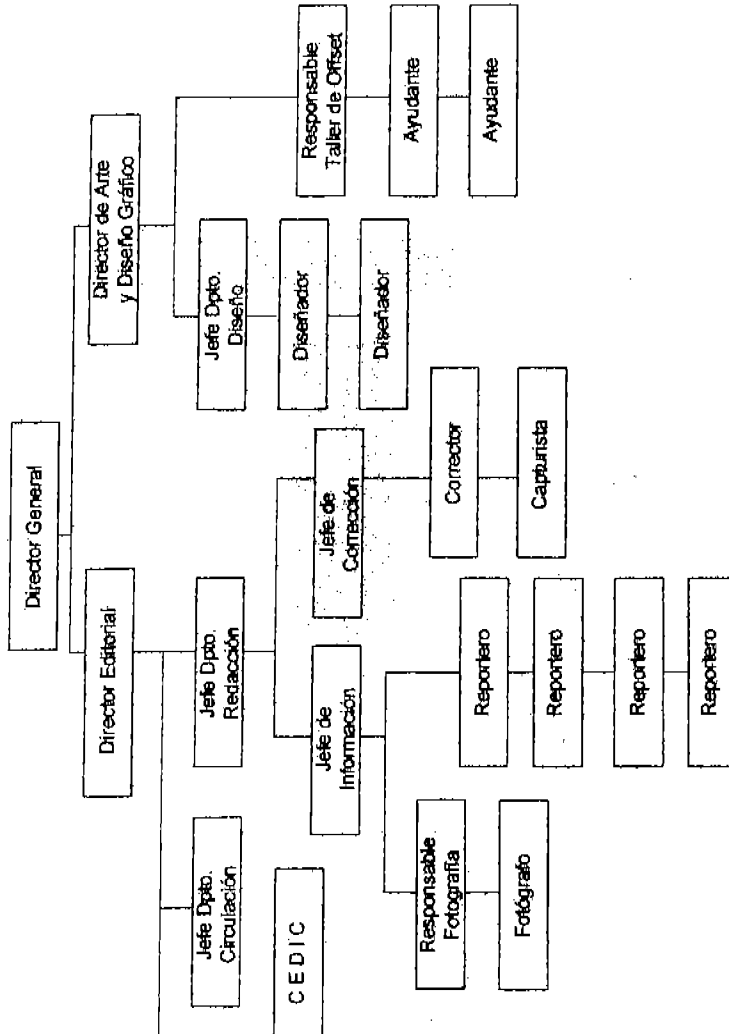 Director General
Director Editorial
Director de Arte
y Diseño Gráfico
Jefe Dpto.
Circulación
Jefe Dpto.
Redacción
Jefe Dpto.
Diseño
Responsable
Taller de Offset
CEDIC
Jefe de
Información
Jefe de
Corrección
Diseñador
Diseñador
Ayudante
Ayudante
Responsable
Fotografía
Fotógrafo
Reportero
Reportero
Reportero
Reportero
Corrector
Capturista